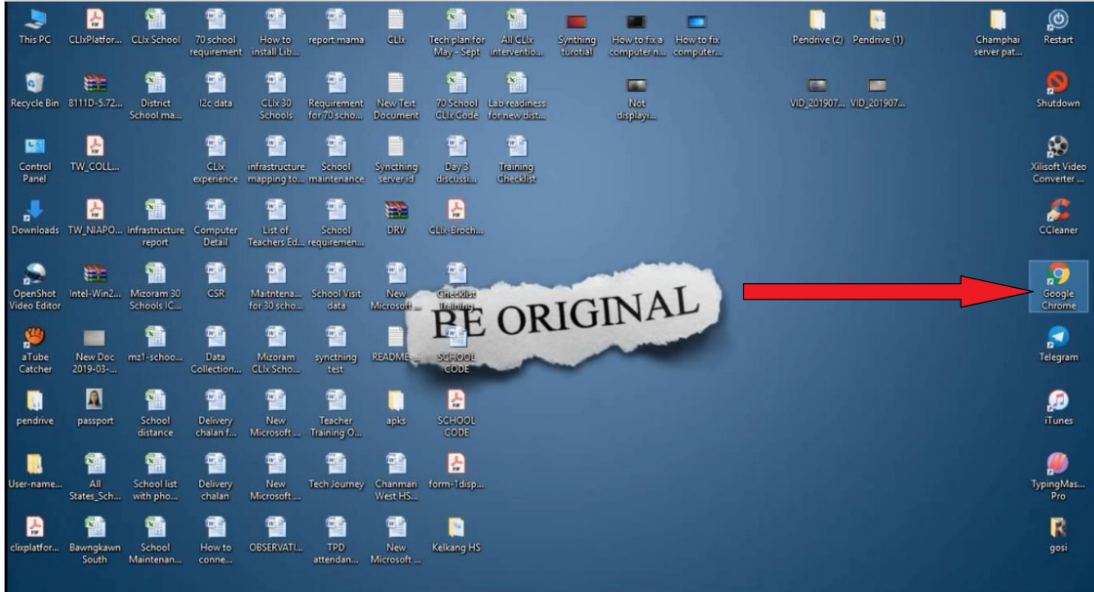 This PC
CLIxPlatfor...
CLIx School
70 school
requirement
How to
install Lib...
report mama
CLIx
Tech plan for
May - Sept
All CLIx
interventio...
Synthing
turotial
How to fix a
computer n...
How to fix
computer...
Pendrive (2)
Pendrive (1)
Champhai
server pat...
Restart
Recycle Bin
8111D-5.72...
District
School ma...
I2c data
CLIx 30
Schools
Requirement
for 70 scho...
New Text
Document
70 School
CLIx Code
Lab readiness
for new dist...
Not
displayi...
VID_201907...
VID_201907...
Shutdown
Control
Panel
TW_COLL...
CLIx
experience
infrastructure
mapping to...
School
maintenance
Syncthing
server id
Day 3
discussi...
Training
Checklist
Xilisoft Video
Converter ...
Downloads
TW_NIAPO...
Infrastructure
report
Computer
Detail
List of
Teachers Ed...
School
requiremen...
DRV
CLIx-Broch...
CCleaner
OpenShot
Video Editor
Intel-Win2...
Mizoram 30
Schools IC...
CSR
Maitntena...
for 30 scho...
School Visit
data
New
Microsoft ...
Checklist
Training
BE ORIGINAL
Google
Chrome
aTube
Catcher
New Doc
2019-03-...
mz1-schoo...
Data
Collection...
Mizoram
CLIx Scho...
syncthing
test
README
SCHOOL
CODE
Telegram
pendrive
passport
School
distance
Delivery
chalan f...
New
Microsoft ...
Teacher
Training O...
apks
SCHOOL
CODE
iTunes
User-name...
All
States_Sch...
School list
with pho...
Delivery
chalan
New
Microsoft ...
Tech Journey
Chanmari
West HS...
form-1disp...
TypingMas...
Pro
clixplatfor...
Bawngkawn
South
School
Maintenan...
How to
conne...
OBSERVATI...
TPD
attendan...
New
Microsoft ...
Kelkang HS
gosi